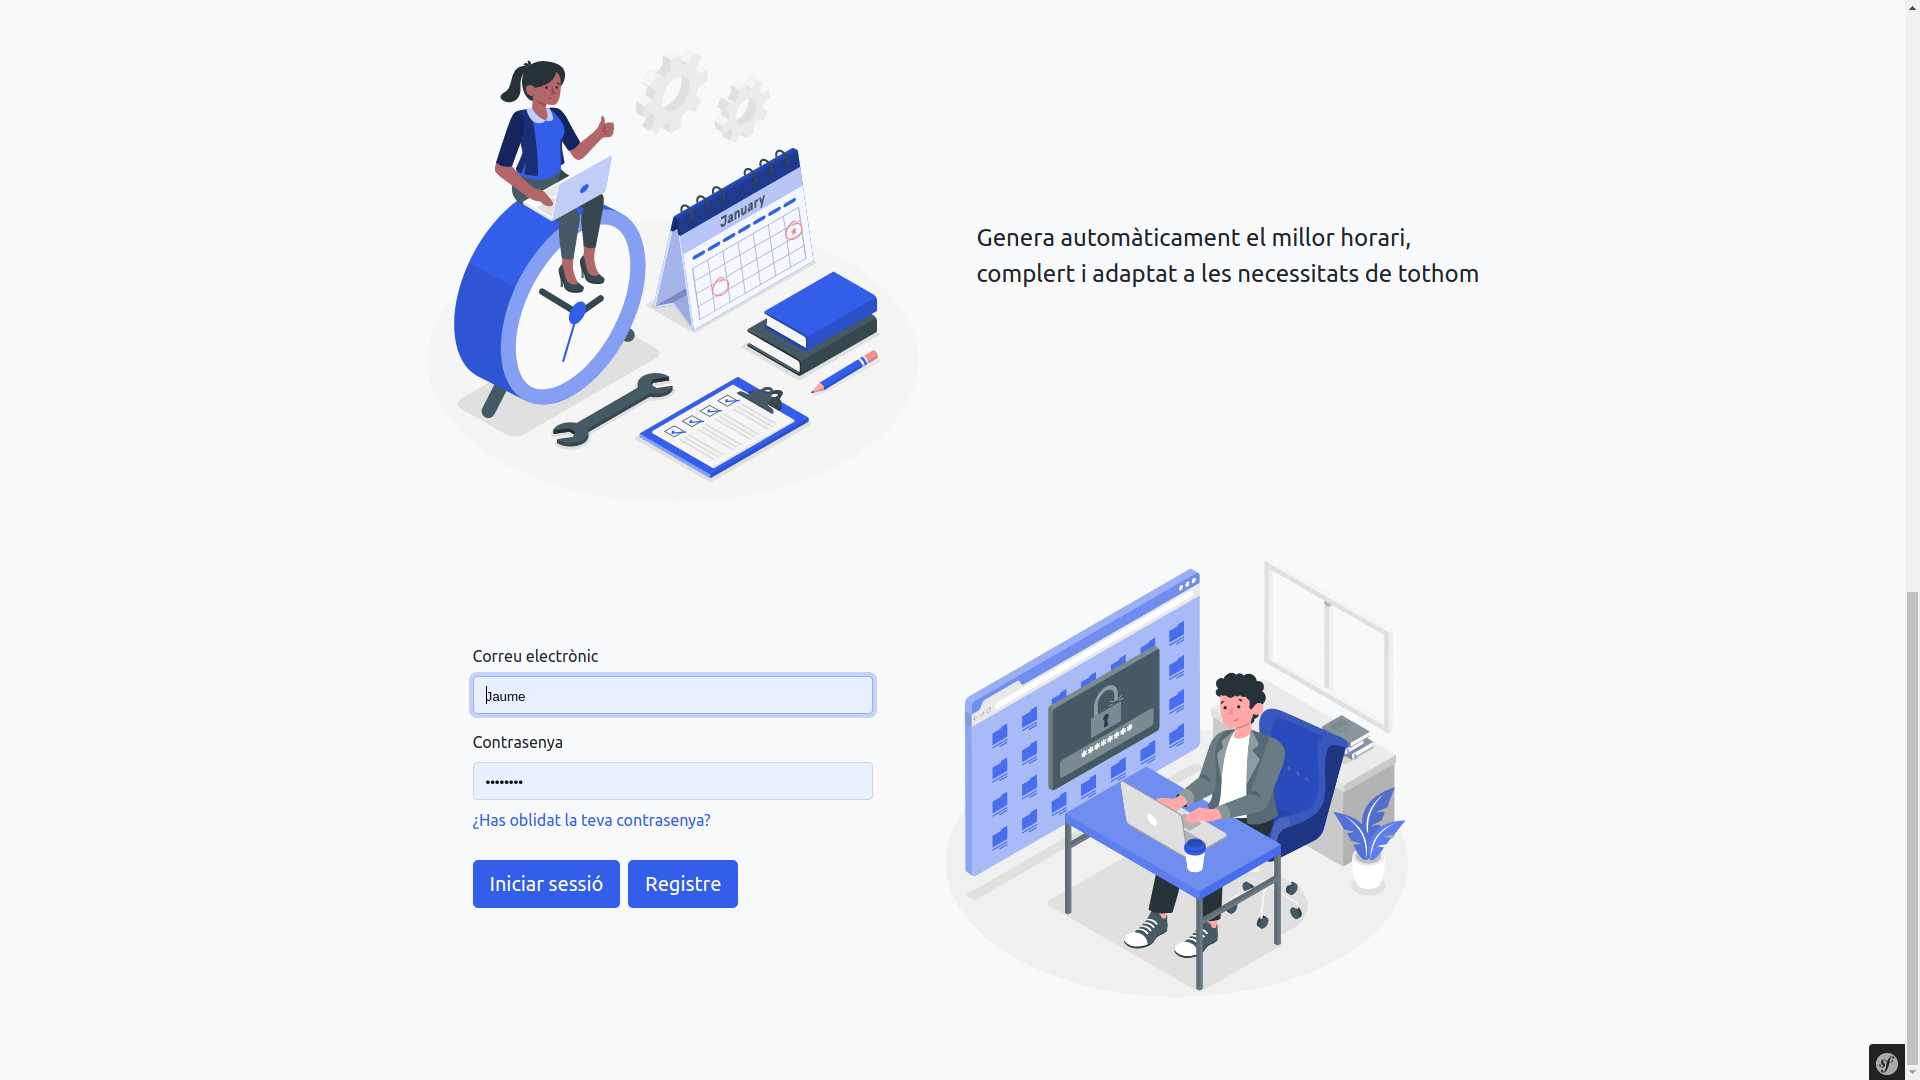 January
Genera automàticament el millor horari,
complert i adaptat a les necessitats de tothom
Correu electrònic
Jaume
********
Contrasenya
••••••••
¿Has oblidat la teva contrasenya?
Iniciar sessió
Registre
sf